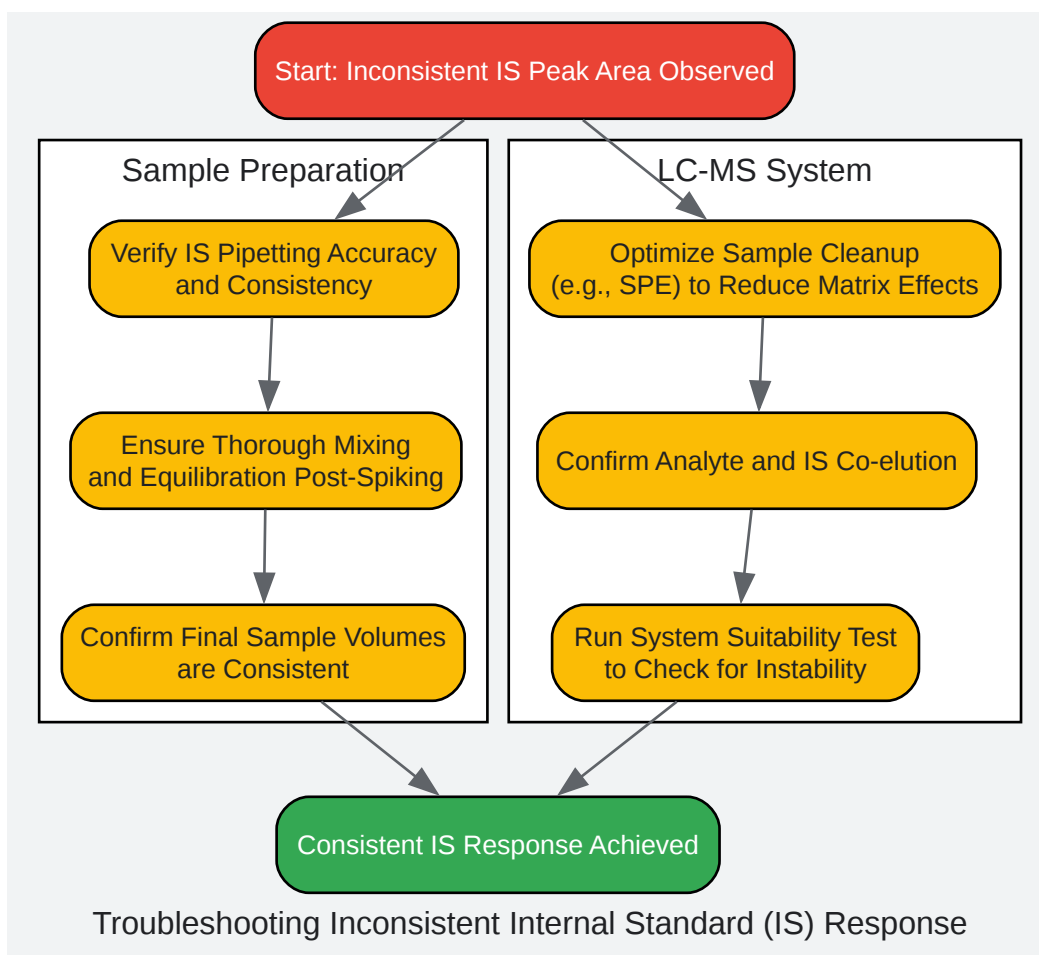 Start: Inconsistent IS Peak Area Observed
Sample Preparation
Verify IS Pipetting Accuracy
and Consistency
Ensure Thorough Mixing
and Equilibration Post-Spiking
Confirm Final Sample Volumes
are Consistent
LC-MS System
Optimize Sample Cleanup
(e.g., SPE) to Reduce Matrix Effects
Confirm Analyte and IS Co-elution
Run System Suitability Test
to Check for Instability
Consistent IS Response Achieved
Troubleshooting Inconsistent Internal Standard (IS) Response